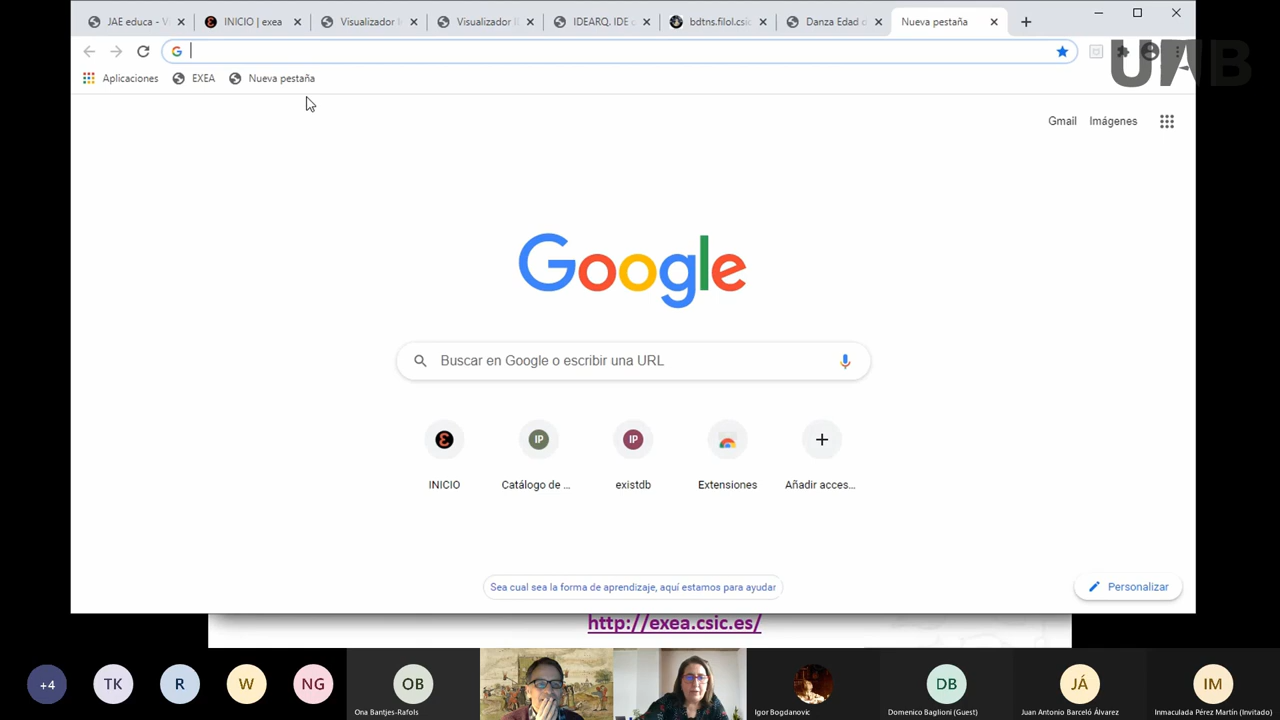 JAE educa - V
INICIO | exea
Visualizador
Visualizador
IDEARQ. IDE
bdtns.filol.csic
Danza Edad
Nueva pestaña
Aplicaciones
EXEA
Nueva pestaña
UAB
Gmail
Imágenes
Google
Buscar en Google o escribir una URL
IP
IP
INICIO
Catálogo de ...
existdb
Extensiones
Añadir acces...
Sea cual sea la forma de aprendizaje, aquí estamos para ayudar
Personalizar
http://exea.csic.es/
+4
TK
R
W
NG
OB
DB
JÁ
IM
Ona Bantjes-Rafols
Igor Bogdanovic
Domenico Baglioni (Guest)
Juan Antonio Barceló Álvarez
Inmaculada Pérez Martín (Invitado)